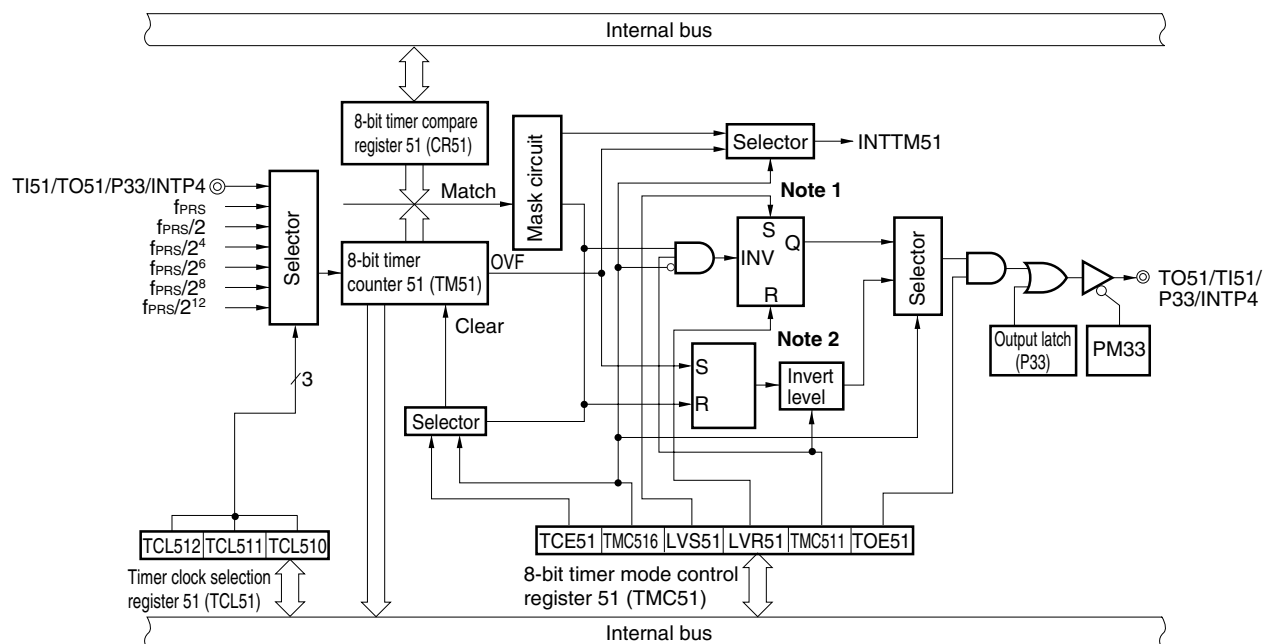 Internal bus
8-bit timer compare
register 51 (CR51)
Mask circuit
Selector
INTTM51
TI51/TO51/P33/INTP4
Match
Note 1
fPRS
fPRS/2
fPRS/2⁴
fPRS/2⁶
fPRS/2⁸
fPRS/2¹²
Selector
8-bit timer
counter 51 (TM51)
OVF
Clear
S
Q
INV
R
Selector
TO51/TI51/
P33/INTP4
Note 2
Output latch
(P33)
PM33
S
R
Invert
level
3
Selector
TCL512 TCL511 TCL510
Timer clock selection
register 51 (TCL51)
TCE51 TMC516 LVS51 LVR51 TMC511 TOE51
8-bit timer mode control
register 51 (TMC51)
Internal bus